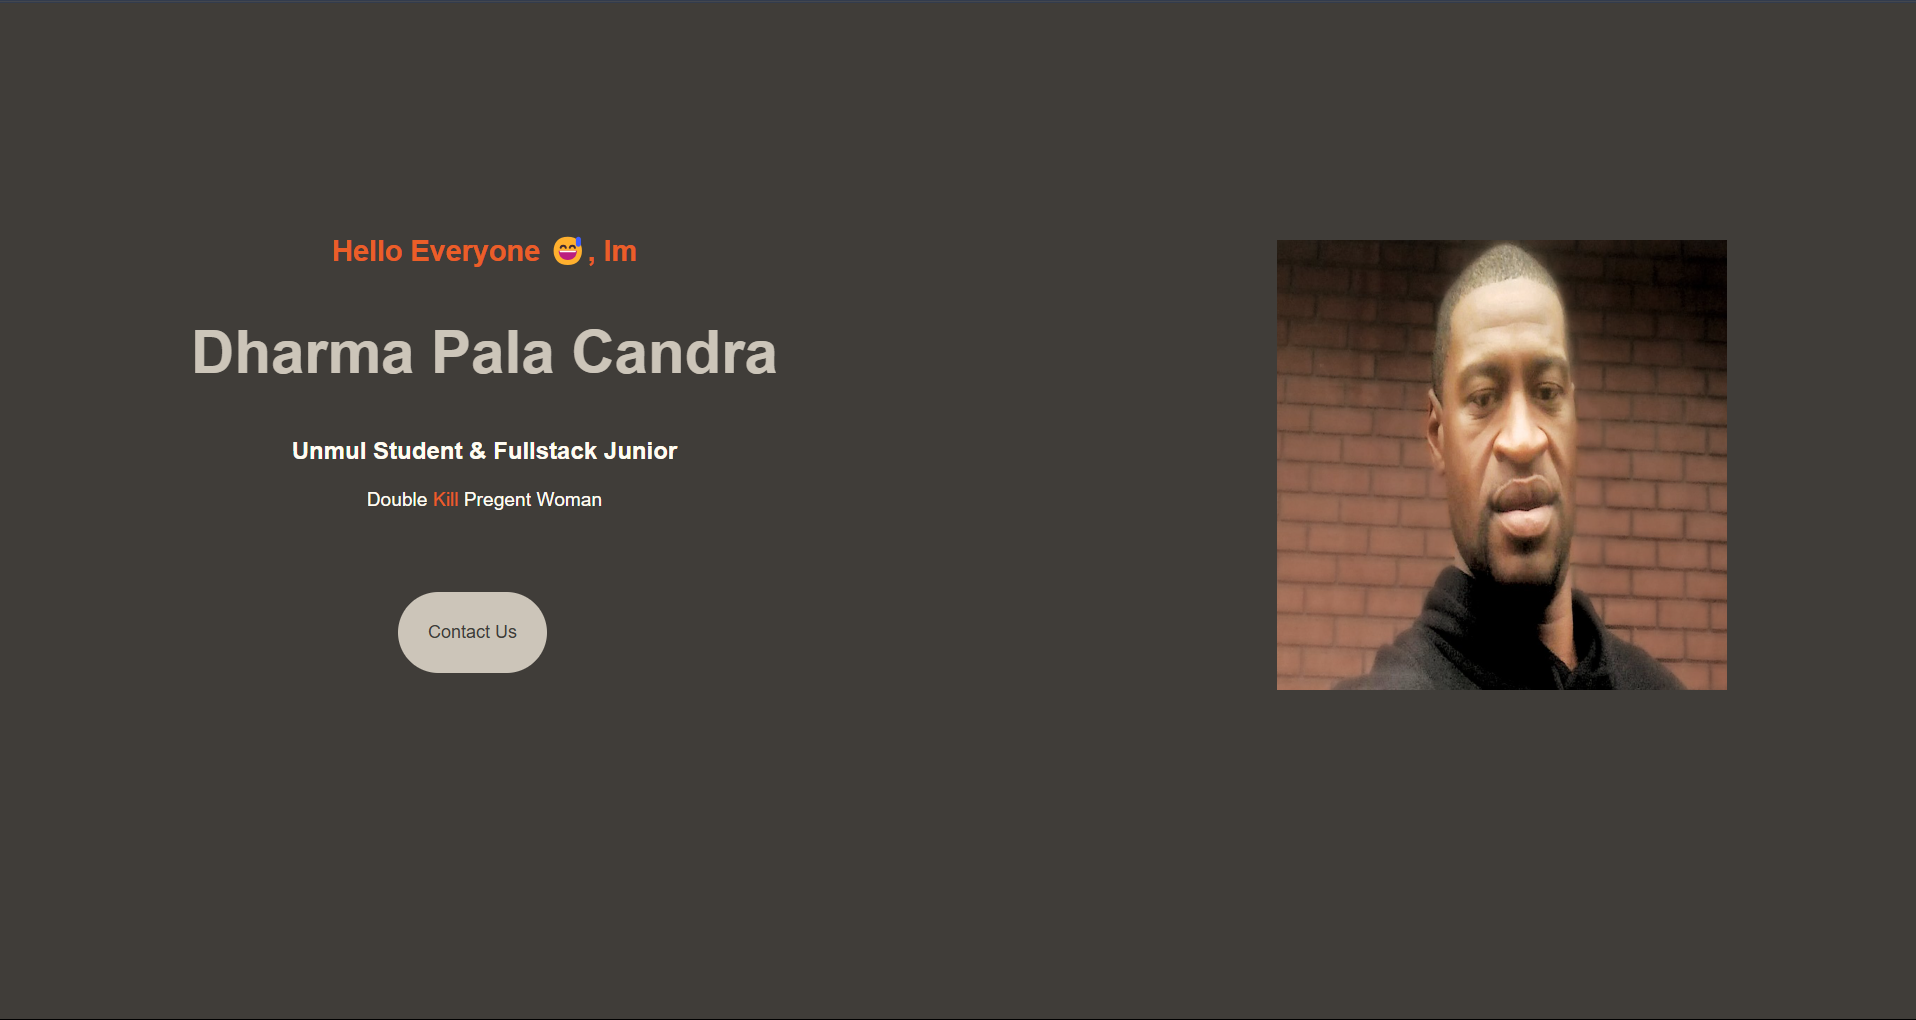 Hello Everyone 😅, Im
Dharma Pala Candra
Unmul Student & Fullstack Junior
Double Kill Pregent Woman
Contact Us